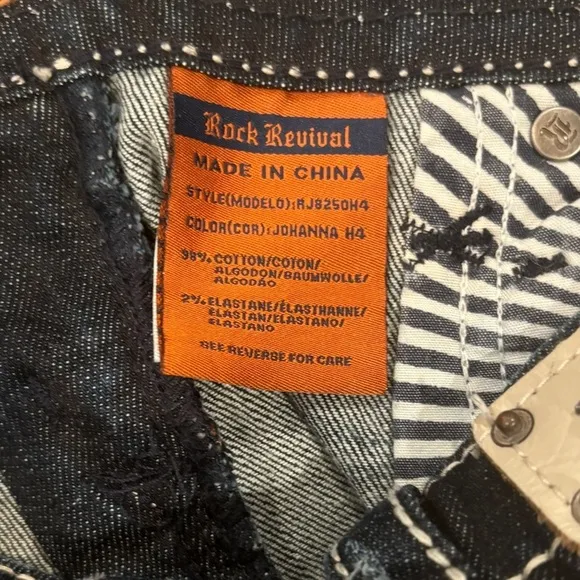 Rock Revival
MADE IN CHINA
STYLE(MODELO):RJ8250H4
COLOR(COR):JOHANNA H4
98% COTTON/COTON/
ALGODON/BAUMWOLLE/
ALGODÃO
2% ELASTANE/ÉLASTHANNE/
ELASTAN/ELASTANO/
ELASTANO
SEE REVERSE FOR CARE